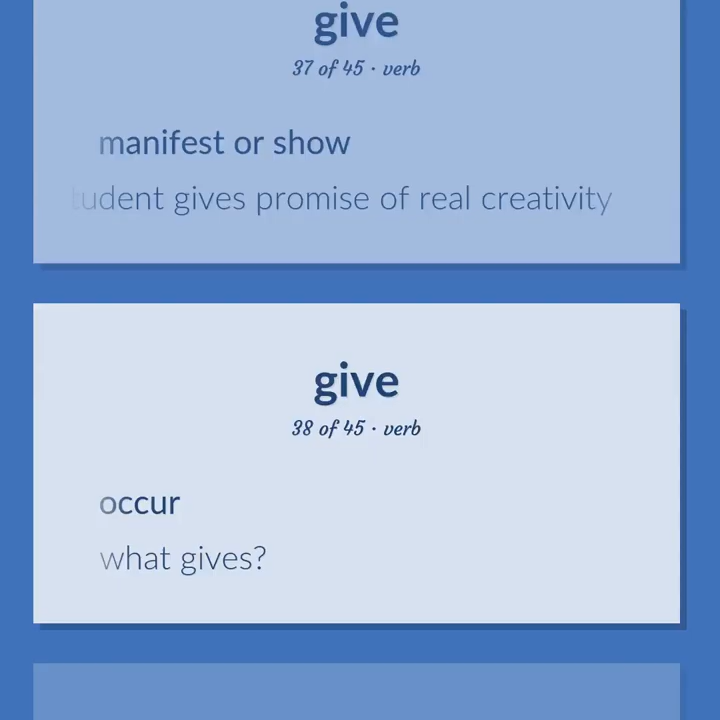 give
37 of 45 · verb
manifest or show
tudent gives promise of real creativity
give
38 of 45 · verb
occur
what gives?